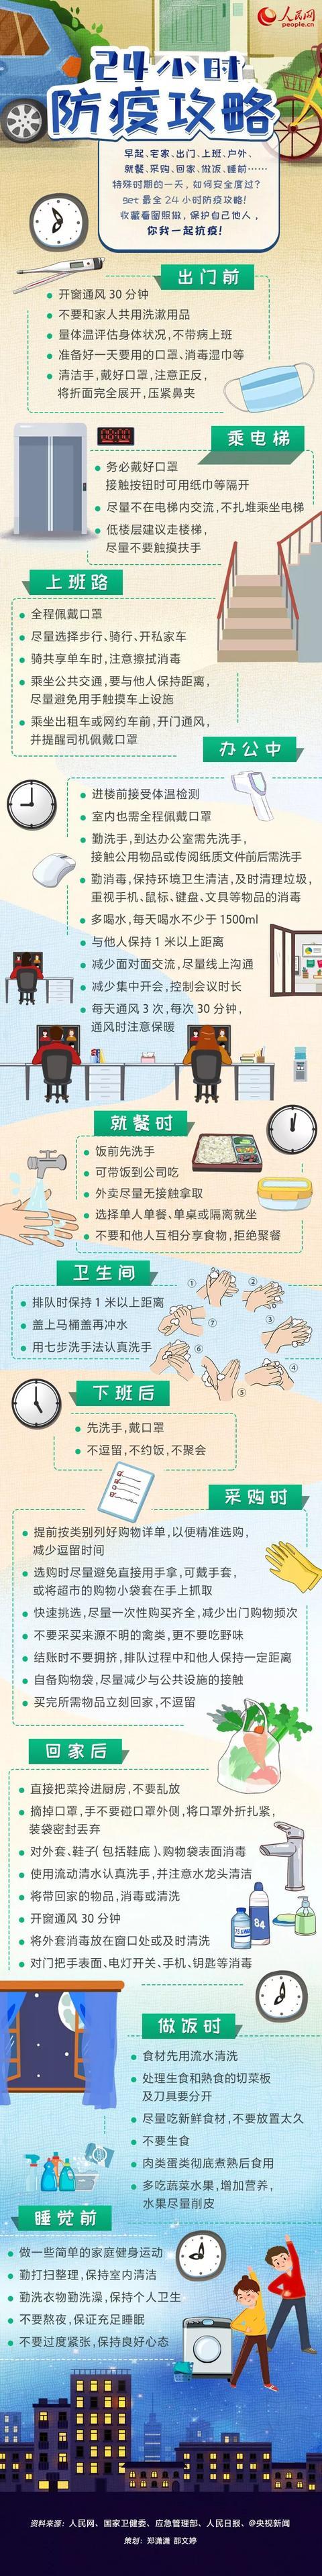 人民网
people.cn
24小时
防疫攻略
早起、宅家、出门、上班、户外、
就餐、采购、回家、做饭、睡前……
特殊时期的一天，如何安全度过？
get 最全 24 小时防疫攻略！
收藏看图照做，保护自己他人，
你我一起抗疫！
出门前
开窗通风 30 分钟
不要和家人共用洗漱用品
量体温评估身体状况，不带病上班
准备好一天要用的口罩、消毒湿巾等
清洁手，戴好口罩，注意正反，
将折面完全展开，压紧鼻夹
乘电梯
务必戴好口罩
接触按钮时可用纸巾等隔开
尽量不在电梯内交流，不扎堆乘坐电梯
低楼层建议走楼梯，
尽量不要触摸扶手
上班路
全程佩戴口罩
尽量选择步行、骑行、开私家车
骑共享单车时，注意擦拭消毒
乘坐公共交通，要与他人保持距离，
尽量避免用手触摸车上设施
乘坐出租车或网约车前，开门通风，
并提醒司机佩戴口罩
办公中
进楼前接受体温检测
室内也需全程佩戴口罩
勤洗手，到达办公室需先洗手，
接触公用物品或传阅纸质文件前后需洗手
勤消毒，保持环境卫生清洁，及时清理垃圾，
重视手机、鼠标、键盘、文具等物品的消毒
多喝水，每天喝水不少于 1500ml
与他人保持 1 米以上距离
减少面对面交流，尽量线上沟通
减少集中开会，控制会议时长
每天通风 3 次，每次 30 分钟，
通风时注意保暖
就餐时
饭前先洗手
可带饭到公司吃
外卖尽量无接触拿取
选择单人单餐、单桌或隔离就坐
不要和他人互相分享食物，拒绝聚餐
卫生间
排队时保持 1 米以上距离
盖上马桶盖再冲水
用七步洗手法认真洗手
①
②
③
④
⑤
⑥
⑦
下班后
先洗手，戴口罩
不逗留，不约饭，不聚会
采购时
提前按类别列好购物详单，以便精准选购，
减少逗留时间
选购时尽量避免直接用手拿，可戴手套，
或将超市的购物小袋套在手上抓取
快速挑选，尽量一次性购买齐全，减少出门购物频次
不要采买来源不明的禽类，更不要吃野味
结账时不要拥挤，排队过程中和他人保持一定距离
自备购物袋，尽量减少与公共设施的接触
买完所需物品立刻回家，不逗留
回家后
直接把菜拎进厨房，不要乱放
摘掉口罩，手不要碰口罩外侧，将口罩外折扎紧，
装袋密封丢弃
对外套、鞋子（包括鞋底）、购物袋表面消毒
使用流动清水认真洗手，并注意水龙头清洁
将带回家的物品，消毒或清洗
开窗通风 30 分钟
将外套消毒放在窗口处或及时清洗
对门把手表面、电灯开关、手机、钥匙等消毒
84
做饭时
食材先用流水清洗
处理生食和熟食的切菜板
及刀具要分开
尽量吃新鲜食材，不要放置太久
不要生食
肉类蛋类彻底煮熟后食用
多吃蔬菜水果，增加营养，
水果尽量削皮
睡觉前
做一些简单的家庭健身运动
勤打扫整理，保持室内清洁
勤洗衣物勤洗澡，保持个人卫生
不要熬夜，保证充足睡眠
不要过度紧张，保持良好心态
资料来源：人民网、国家卫健委、应急管理部、人民日报、@央视新闻
策划：郑潇潇 邵文婷